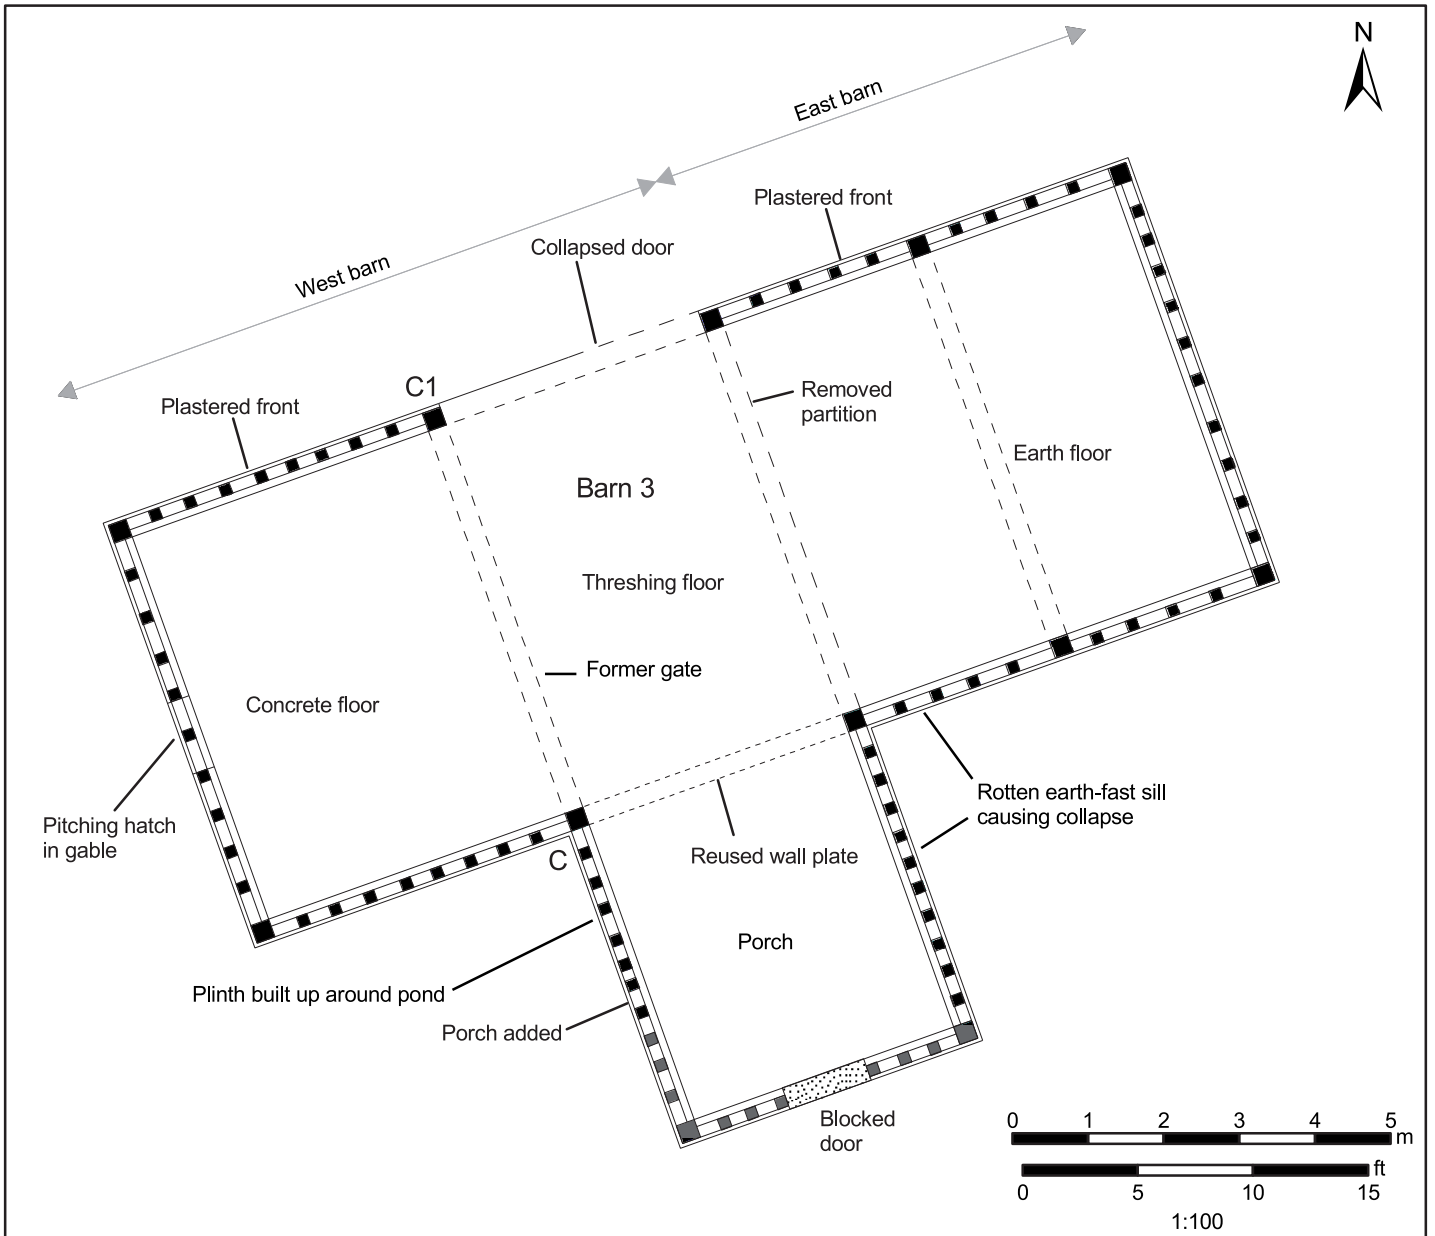 N
East barn
West barn
Plastered front
Collapsed door
C1
Plastered front
Removed
partition
Earth floor
Barn 3
Threshing floor
Former gate
Concrete floor
Pitching hatch
in gable
Rotten earth-fast sill
causing collapse
C
Reused wall plate
Porch
Plinth built up around pond
Porch added
Blocked
door
0 1 2 3 4 5
m
ft
0 5 10 15
1:100